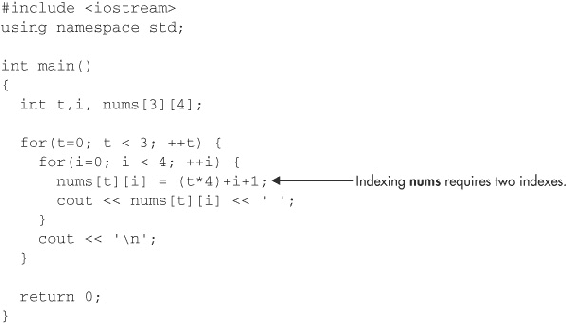 #include <iostream>
using namespace std;
int main()
{
int t,i, nums[3][4];
for(t=0; t < 3; ++t) {
for(i=0; i < 4; ++i) {
nums[t][i] = (t*4)+i+1; Indexing nums requires two indexes.
cout << nums[t][i] << ' ';
}
cout << '\n';
}
return 0;
}